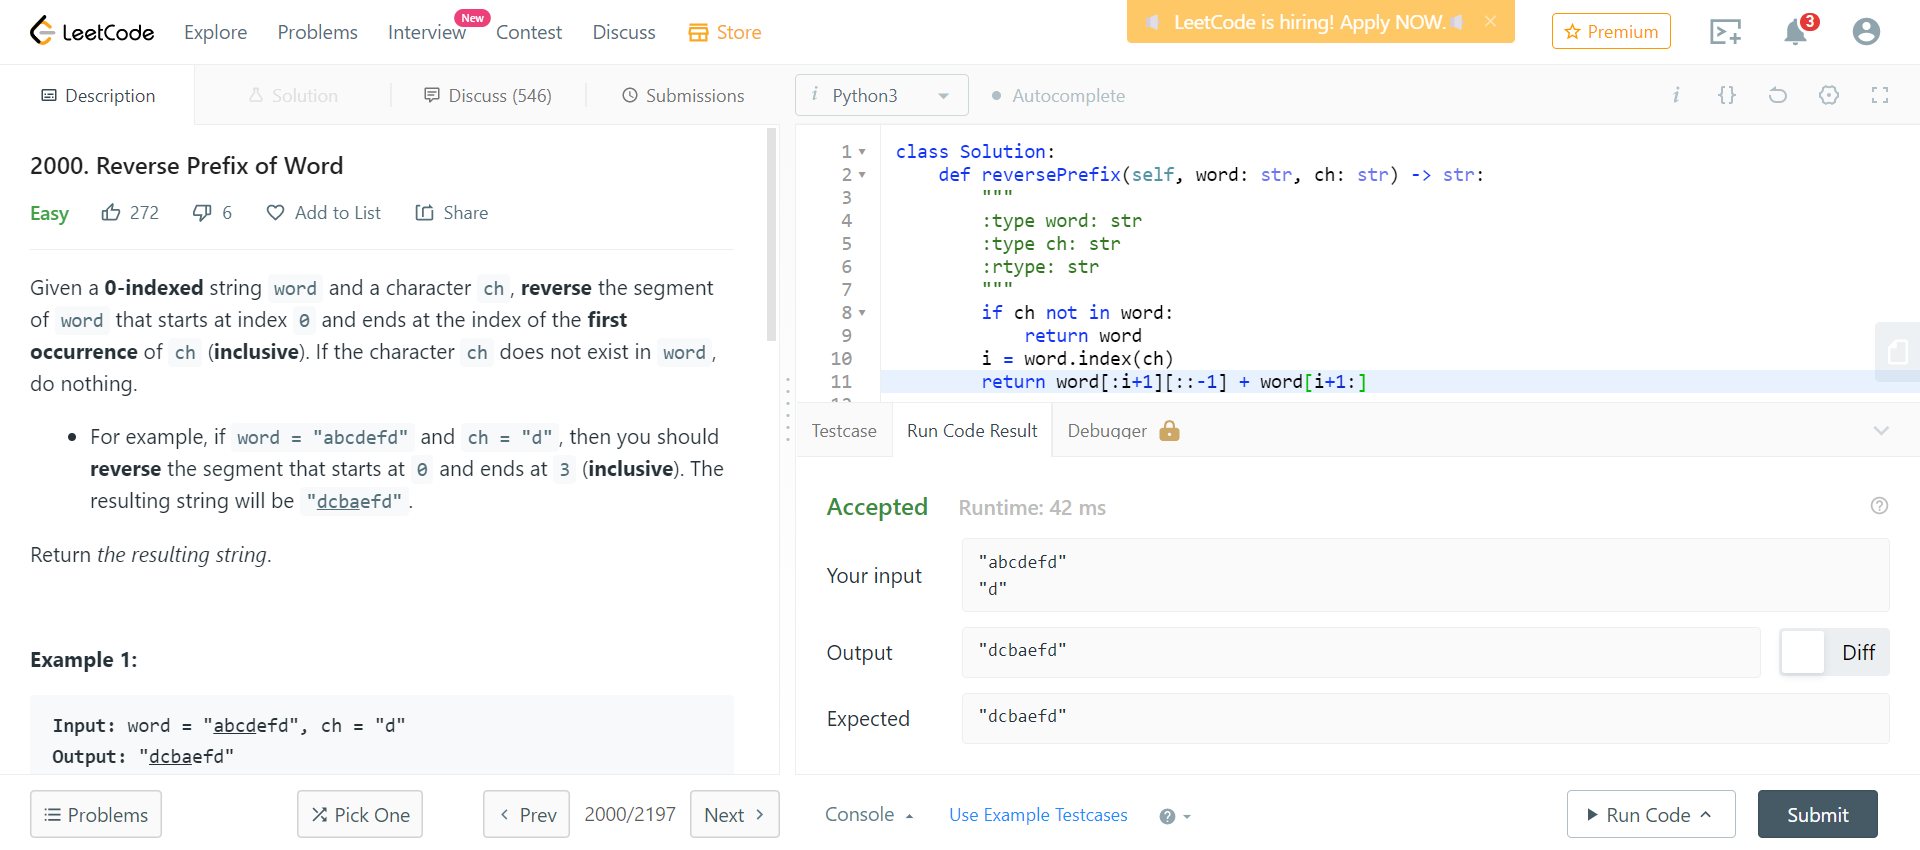 LeetCode Explore Problems Interview New Contest Discuss Store LeetCode is hiring! Apply NOW. × Premium 3
Description Solution Discuss (546) Submissions
i Python3 Autocomplete i {}
2000. Reverse Prefix of Word
Easy 272 6 Add to List Share
Given a 0-indexed string word and a character ch, reverse the segment
of word that starts at index 0 and ends at the index of the first
occurrence of ch (inclusive). If the character ch does not exist in word,
do nothing.
• For example, if word = "abcdefd" and ch = "d", then you should
reverse the segment that starts at 0 and ends at 3 (inclusive). The
resulting string will be "dcbaefd".
Return the resulting string.
Example 1:
Input: word = "abcdefd", ch = "d"
Output: "dcbaefd"
Problems Pick One < Prev 2000/2197 Next >
1 class Solution:
2 def reversePrefix(self, word: str, ch: str) -> str:
3 """
4 :type word: str
5 :type ch: str
6 :rtype: str
7 """
8 if ch not in word:
9 return word
10 i = word.index(ch)
11 return word[:i+1][::-1] + word[i+1:]
12
Testcase Run Code Result Debugger
Accepted Runtime: 42 ms ?
Your input
"abcdefd"
"d"
Output "dcbaefd" Diff
Expected "dcbaefd"
Console Use Example Testcases ? Run Code Submit